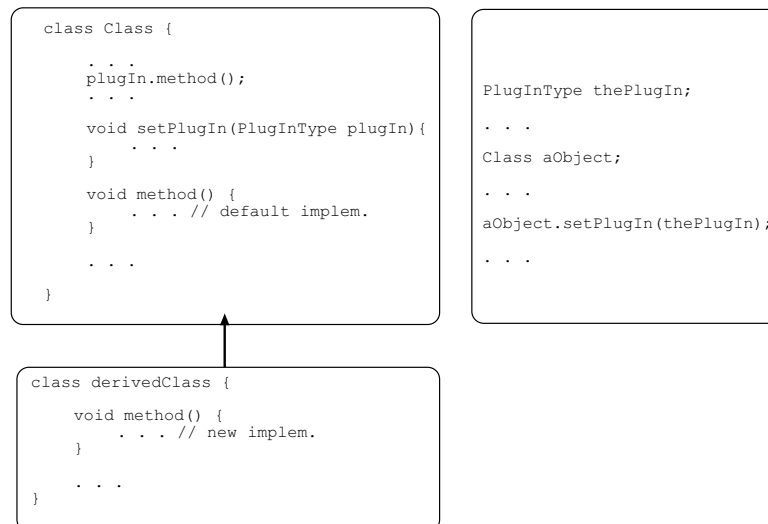 class Class {
. . .
plugIn.method();
. . .
void setPlugIn(PlugInType plugIn){
. . .
}
void method() {
. . . // default implem.
}
. . .
}
PlugInType thePlugIn;
. . .
Class aObject;
. . .
aObject.setPlugIn(thePlugIn);
. . .
class derivedClass {
void method() {
. . . // new implem.
}
. . .
}